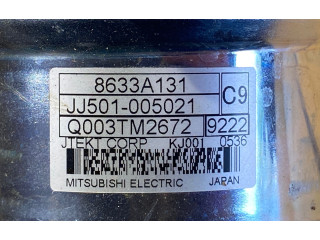 8633A131
JJ501-005021 C9
Q003TM2672 9222
JTEKT CORP KJ001 0536
MITSUBISHI ELECTRIC JAPAN